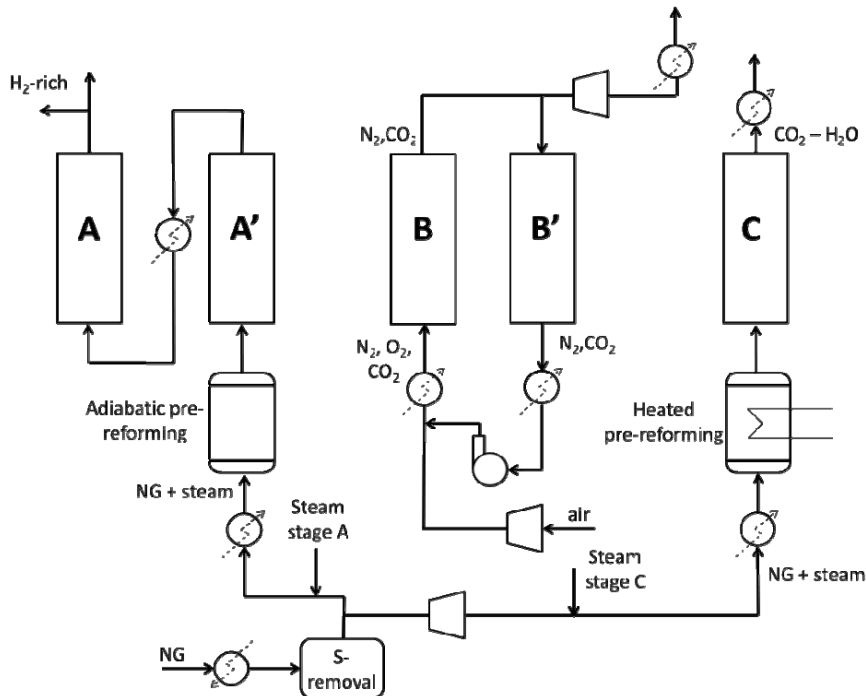 H₂-rich
N₂,CO₂
CO₂ – H₂O
A
A’
B
B’
C
N₂, O₂,
CO₂
N₂,CO₂
Adiabatic pre-
reforming
Heated
pre-reforming
NG + steam
Steam
stage A
air
Steam
stage C
NG + steam
NG
S-
removal